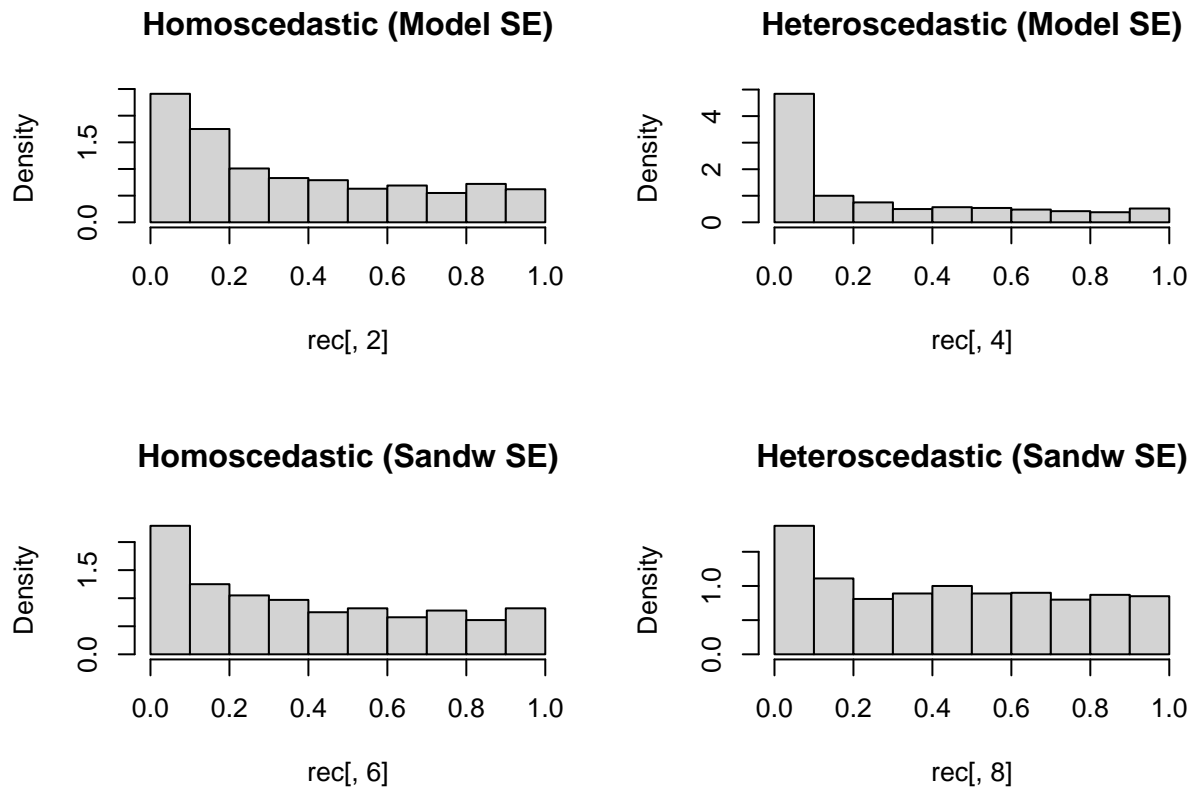 Homoscedastic (Model SE)
Density
0.0 1.5
0.0 0.2 0.4 0.6 0.8 1.0
rec[, 2]
Heteroscedastic (Model SE)
Density
0 2 4
0.0 0.2 0.4 0.6 0.8 1.0
rec[, 4]
Homoscedastic (Sandw SE)
Density
0.0 1.5
0.0 0.2 0.4 0.6 0.8 1.0
rec[, 6]
Heteroscedastic (Sandw SE)
Density
0.0 1.0
0.0 0.2 0.4 0.6 0.8 1.0
rec[, 8]